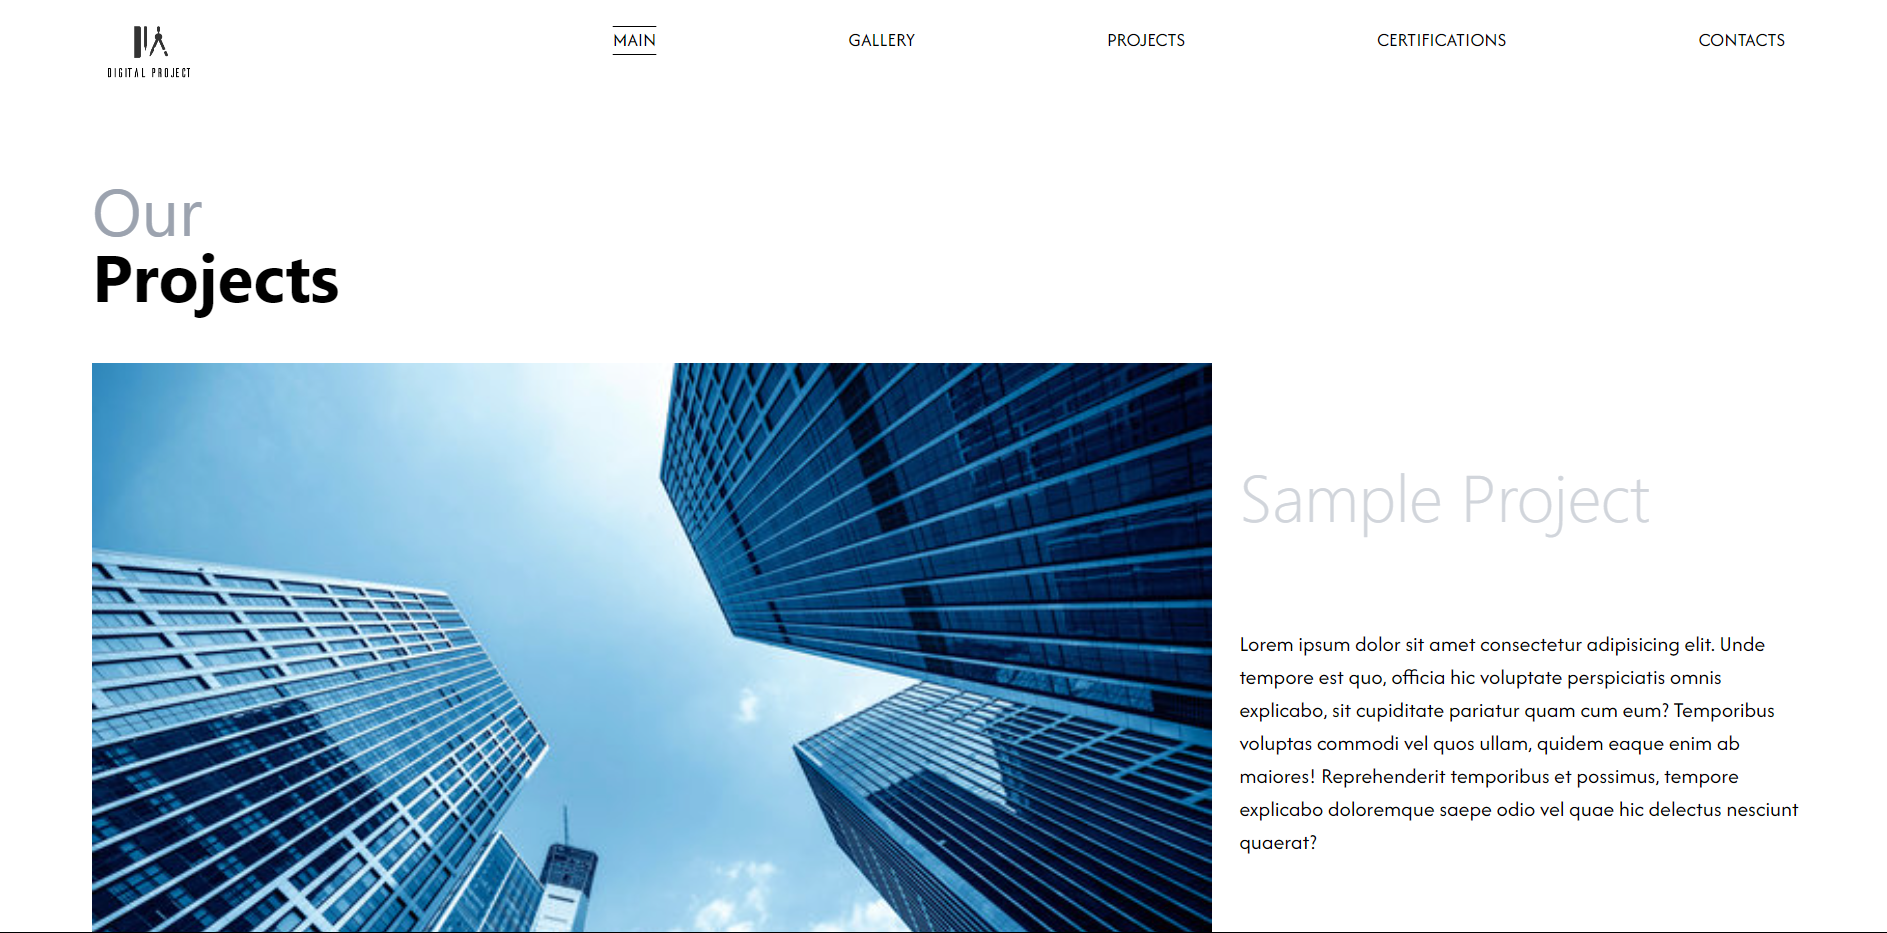 DIGITAL PROJECT
MAIN
GALLERY
PROJECTS
CERTIFICATIONS
CONTACTS
Our
Projects
Sample Project
Lorem ipsum dolor sit amet consectetur adipisicing elit. Unde
tempore est quo, officia hic voluptate perspiciatis omnis
explicabo, sit cupiditate pariatur quam cum eum? Temporibus
voluptas commodi vel quos ullam, quidem eaque enim ab
maiores! Reprehenderit temporibus et possimus, tempore
explicabo doloremque saepe odio vel quae hic delectus nesciunt
quaerat?